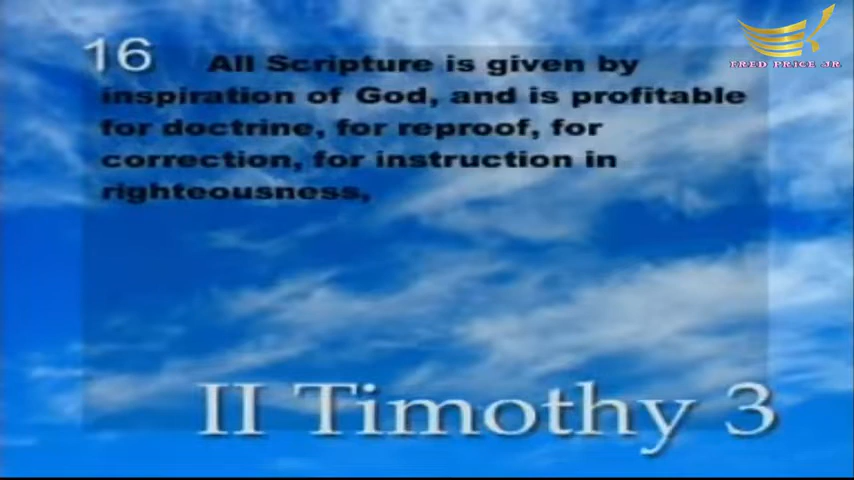 FRED PRICE JR
16 All Scripture is given by
inspiration of God, and is profitable
for doctrine, for reproof, for
correction, for instruction in
righteousness,
II Timothy 3